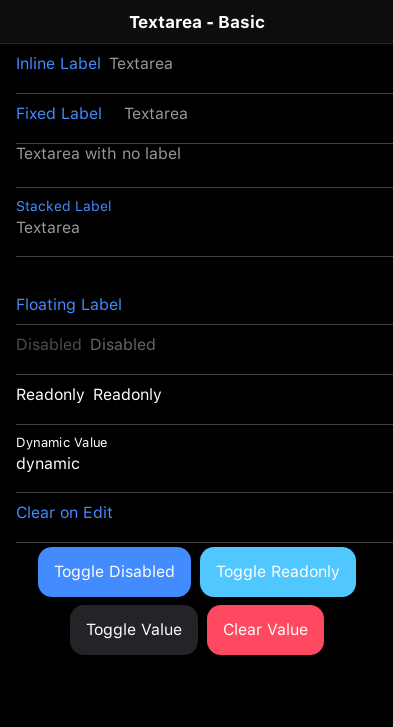 Textarea - Basic
Inline Label Textarea
Fixed Label Textarea
Textarea with no label
Stacked Label
Textarea
Floating Label
Disabled Disabled
Readonly Readonly
Dynamic Value
dynamic
Clear on Edit
Toggle Disabled Toggle Readonly
Toggle Value Clear Value